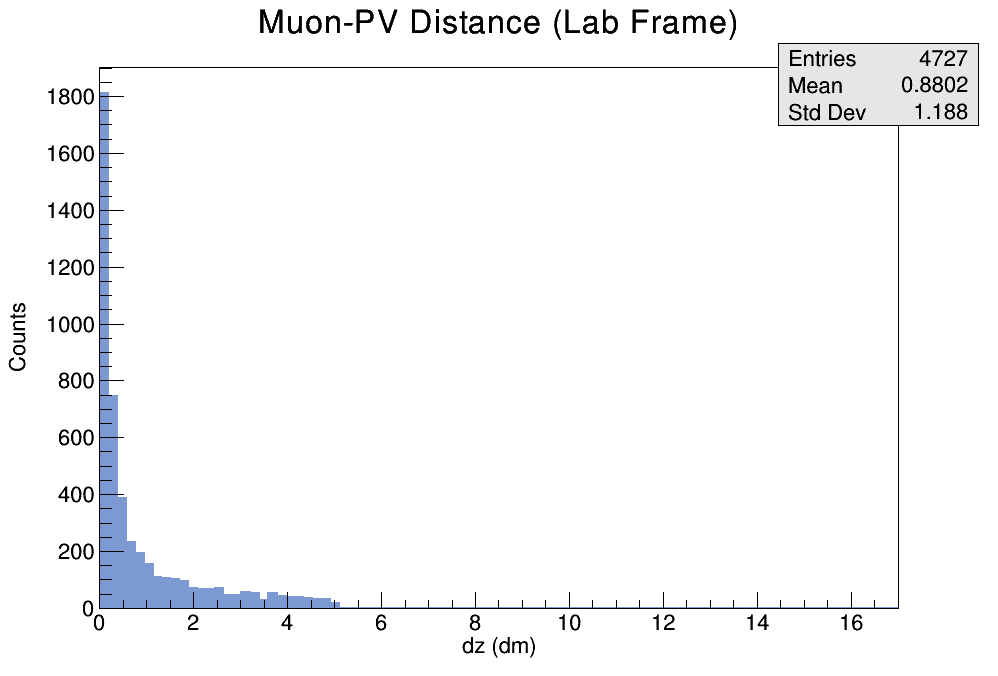 Muon-PV Distance (Lab Frame)
Entries 4727
Mean 0.8802
Std Dev 1.188
1800
1600
1400
1200
1000
800
600
400
200
0
Counts
0 2 4 6 8 10 12 14 16
dz (dm)